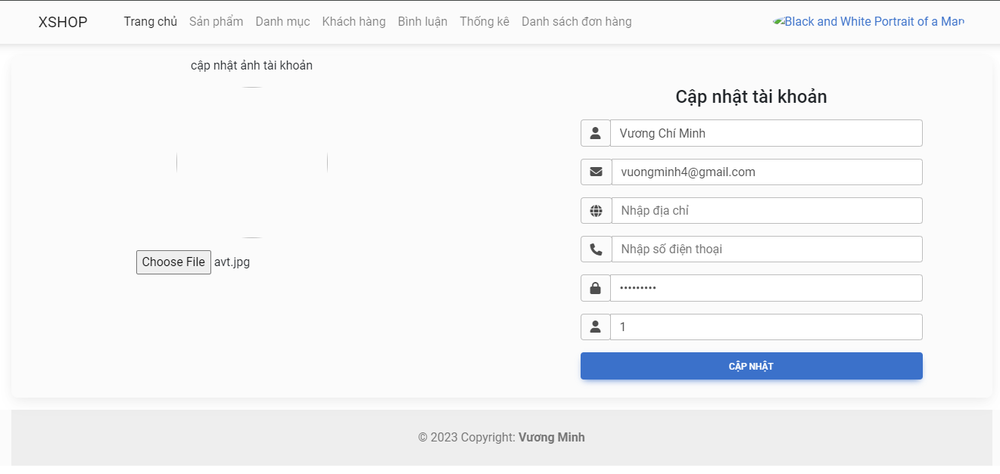 XSHOP Trang chủ Sản phẩm Danh mục Khách hàng Bình luận Thống kê Danh sách đơn hàng Black and White Portrait of a Man
cập nhật ảnh tài khoản
Choose File avt.jpg
Cập nhật tài khoản
Vương Chí Minh
vuongminh4@gmail.com
Nhập địa chỉ
Nhập số điện thoại
•••••••••
1
CẬP NHẬT
© 2023 Copyright: Vương Minh